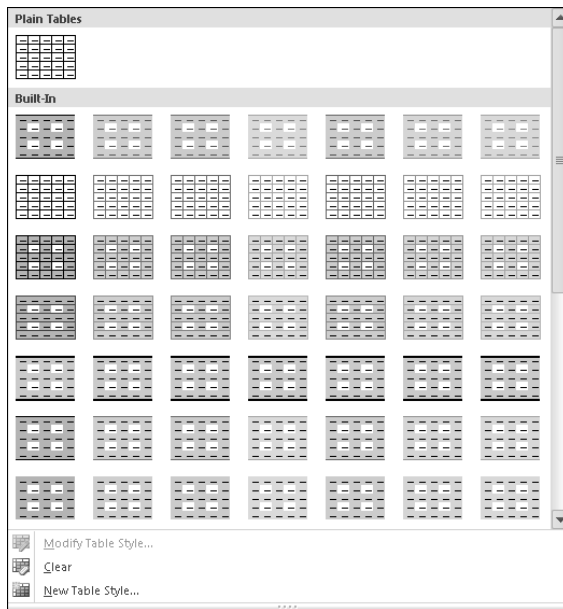 Plain Tables
Built-In
Modify Table Style...
Clear
New Table Style...